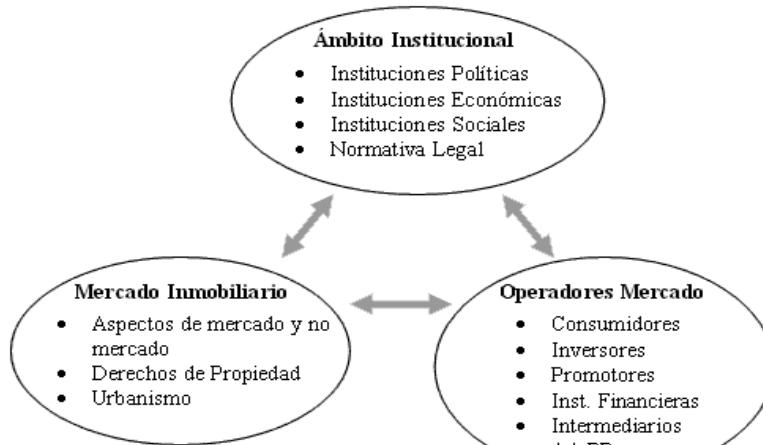 Ámbito Institucional
• Instituciones Políticas
• Instituciones Económicas
• Instituciones Sociales
• Normativa Legal
Mercado Inmobiliario
• Aspectos de mercado y no
mercado
• Derechos de Propiedad
• Urbanismo
Operadores Mercado
• Consumidores
• Inversores
• Promotores
• Inst. Financieras
• Intermediarios